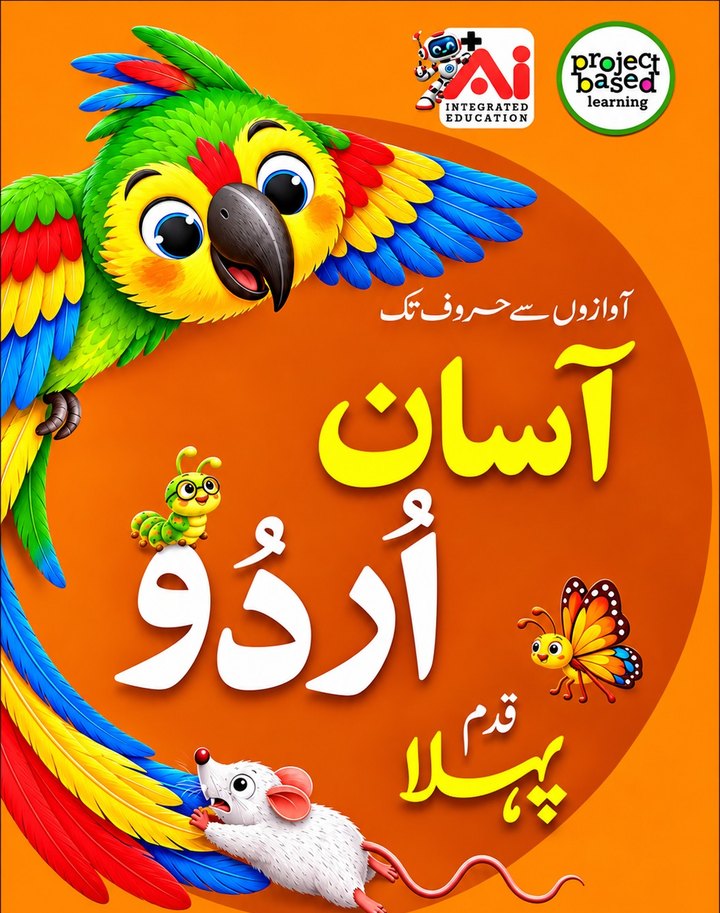 Ai
INTEGRATED
EDUCATION
project
based
learning
آوازوں سے حروف تک
آسان
اُردُو
قدم
پہلا